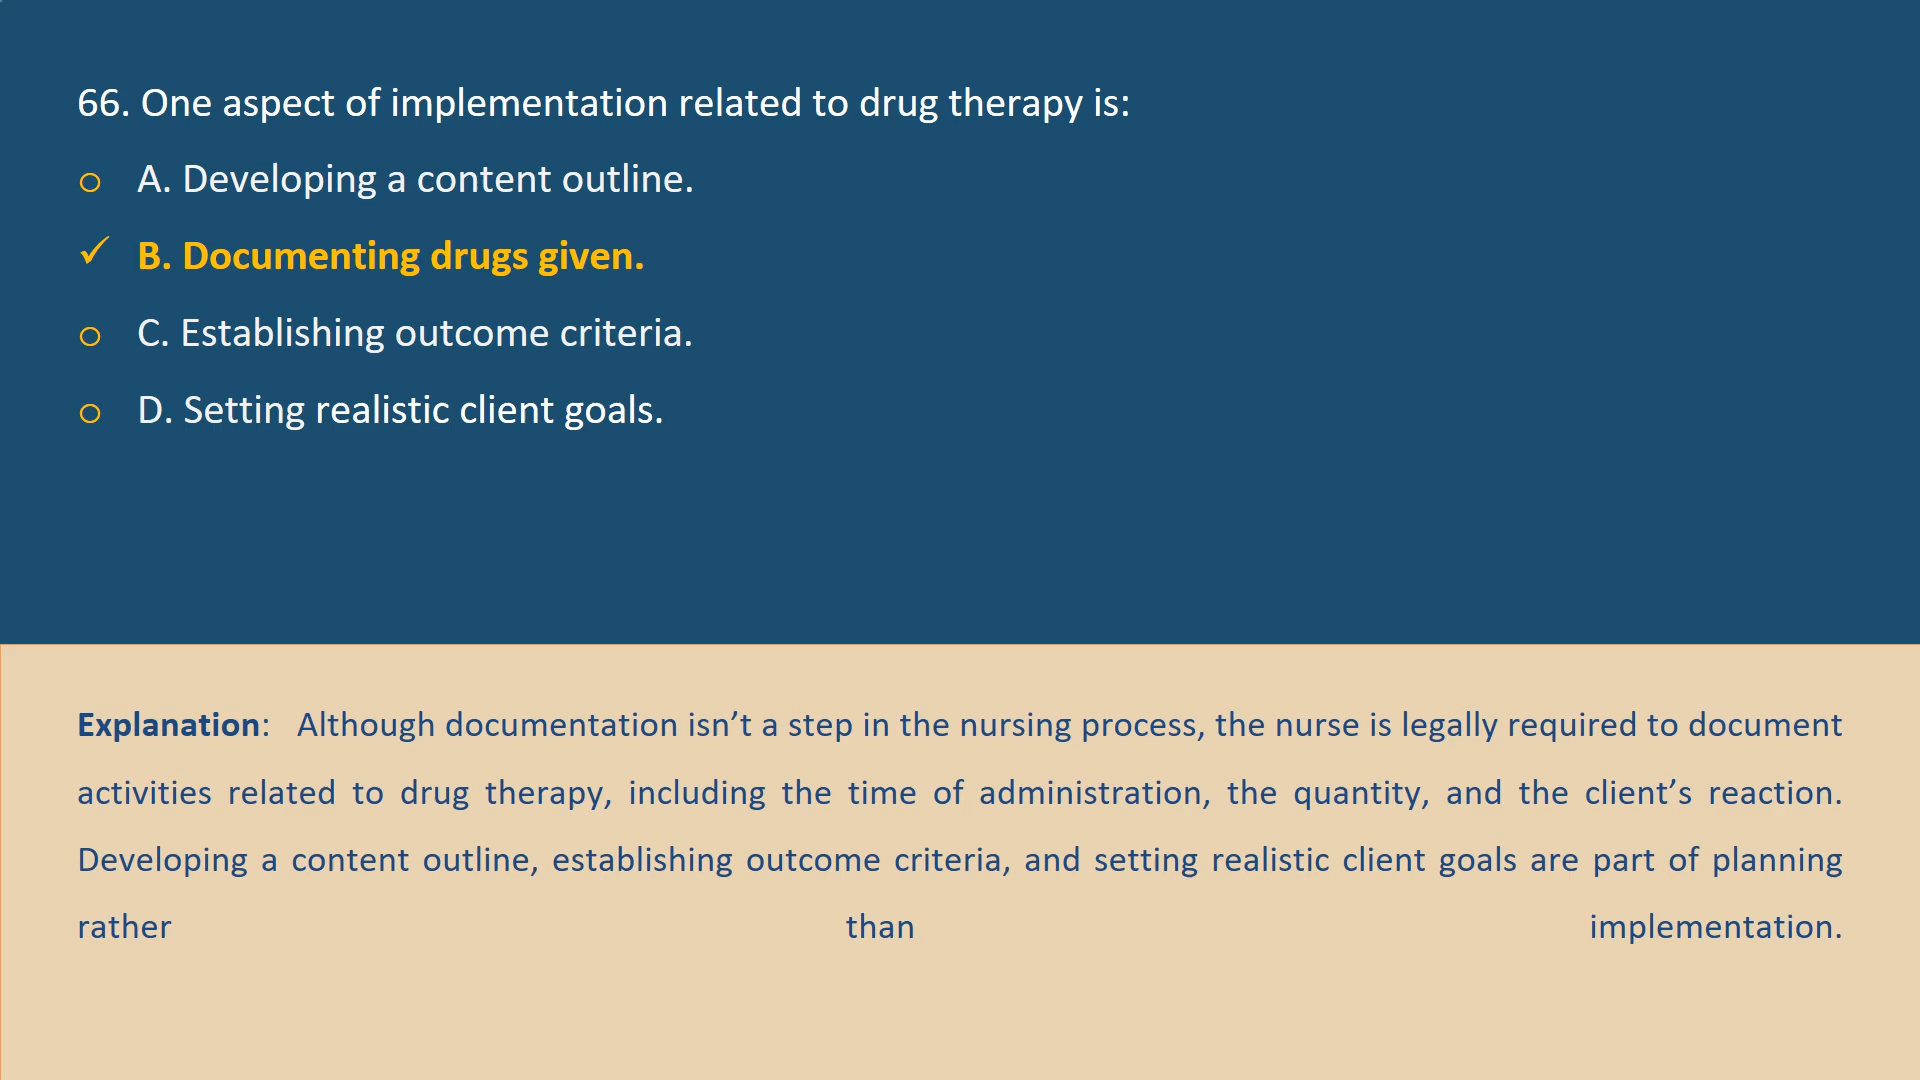 66. One aspect of implementation related to drug therapy is:
A. Developing a content outline.
B. Documenting drugs given.
C. Establishing outcome criteria.
D. Setting realistic client goals.
Explanation: Although documentation isn’t a step in the nursing process, the nurse is legally required to document
activities related to drug therapy, including the time of administration, the quantity, and the client’s reaction.
Developing a content outline, establishing outcome criteria, and setting realistic client goals are part of planning
rather than implementation.